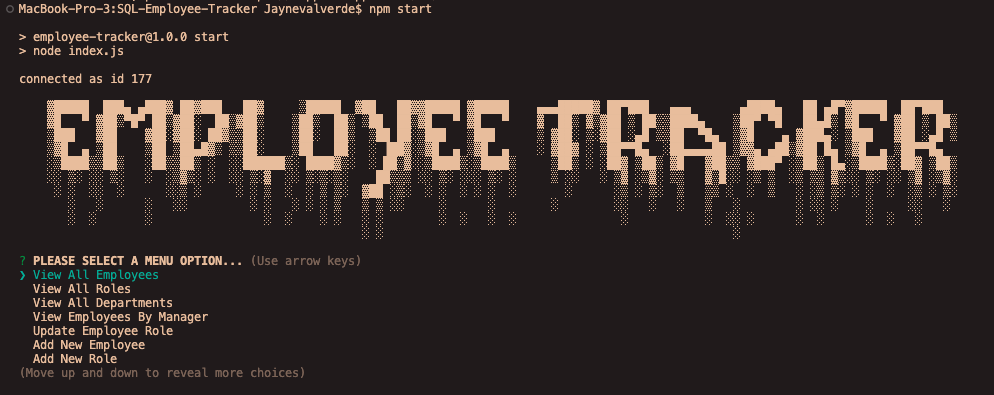 MacBook-Pro-3:SQL-Employee-Tracker Jaynevalverde$ npm start
> employee-tracker@1.0.0 start
> node index.js
connected as id 177
EMPLOYEE TRACKER
? PLEASE SELECT A MENU OPTION... (Use arrow keys)
❯ View All Employees
View All Roles
View All Departments
View Employees By Manager
Update Employee Role
Add New Employee
Add New Role
(Move up and down to reveal more choices)